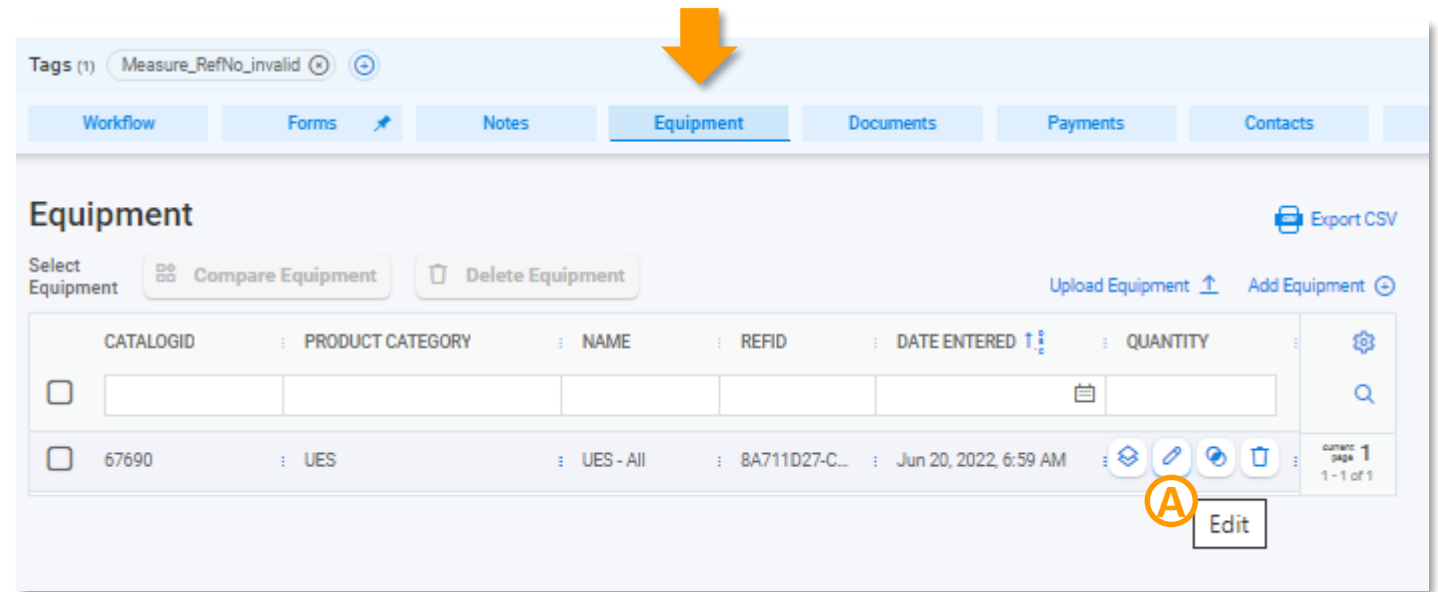 Tags (1) Measure_RefNo_invalid
Workflow Forms Notes Equipment Documents Payments Contacts
Equipment
Export CSV
Select
Equipment
Compare Equipment Delete Equipment
Upload Equipment Add Equipment
CATALOGID PRODUCT CATEGORY NAME REFID DATE ENTERED QUANTITY
67690 UES UES - All 8A711D27-C... Jun 20, 2022, 6:59 AM
current page 1
1 - 1 of 1
A
Edit